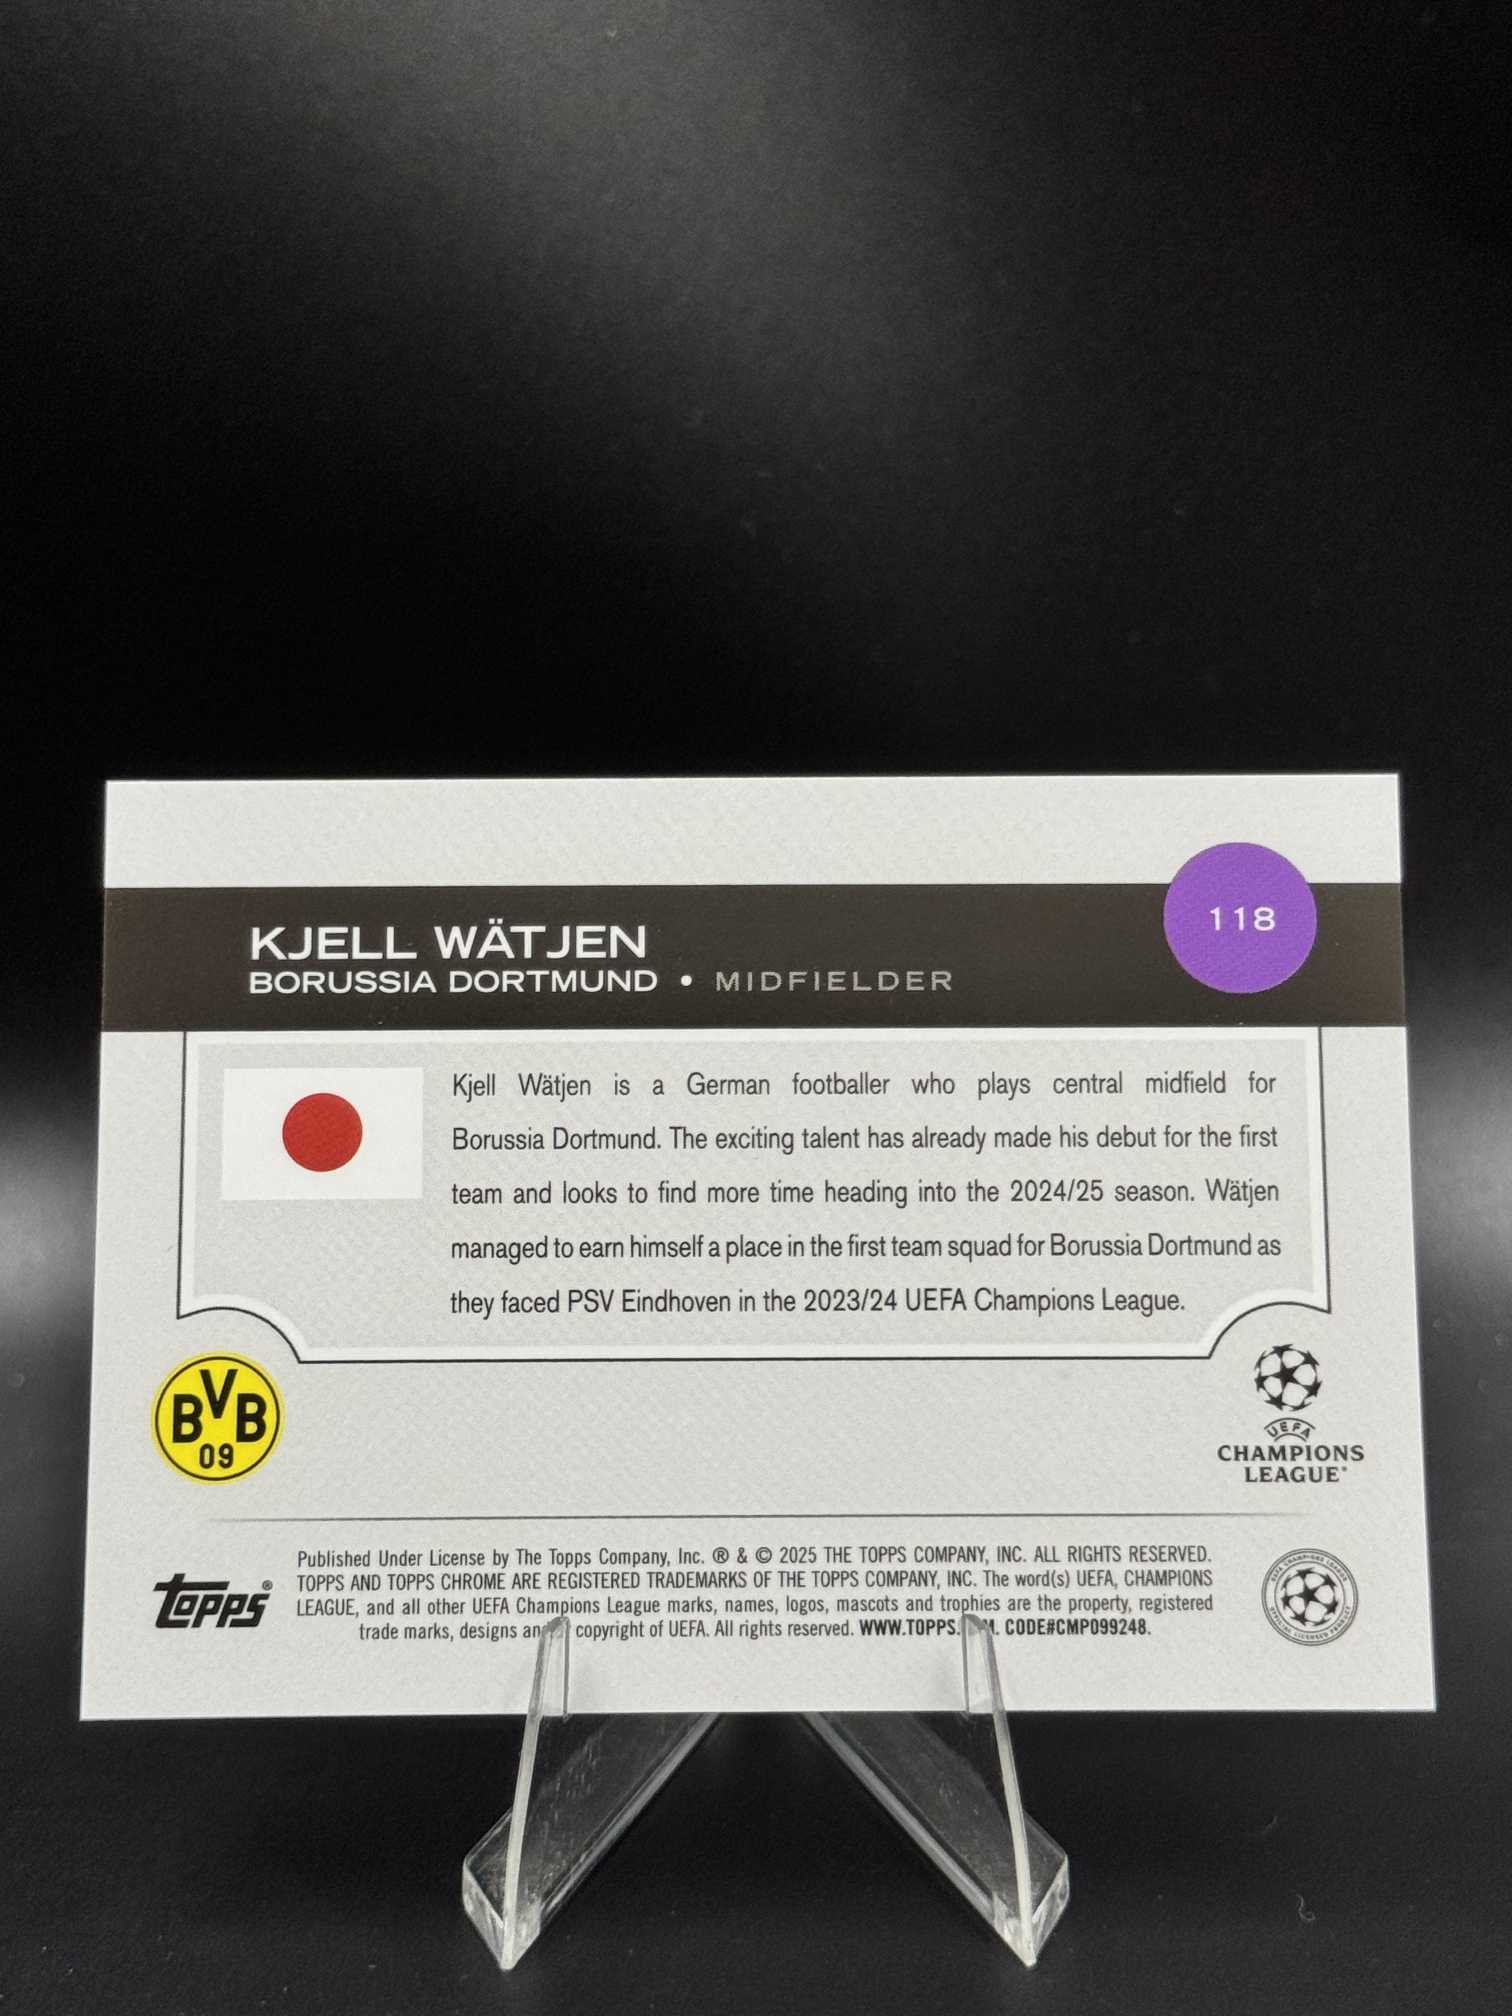 118
KJELL WÄTJEN
BORUSSIA DORTMUND • MIDFIELDER
Kjell Wätjen is a German footballer who plays central midfield for
Borussia Dortmund. The exciting talent has already made his debut for the first
team and looks to find more time heading into the 2024/25 season. Wätjen
managed to earn himself a place in the first team squad for Borussia Dortmund as
they faced PSV Eindhoven in the 2023/24 UEFA Champions League.
BVB
09
UEFA
CHAMPIONS
LEAGUE®
topps®
Published Under License by The Topps Company, Inc. ® & © 2025 THE TOPPS COMPANY, INC. ALL RIGHTS RESERVED.
TOPPS AND TOPPS CHROME ARE REGISTERED TRADEMARKS OF THE TOPPS COMPANY, INC. The word(s) UEFA, CHAMPIONS
LEAGUE, and all other UEFA Champions League marks, names, logos, mascots and trophies are the property, registered
trade marks, designs and copyright of UEFA. All rights reserved. WWW.TOPPS. CODE#CMP099248.
UEFA CHAMPIONS LEAGUE
OFFICIAL LICENSED PRODUCT